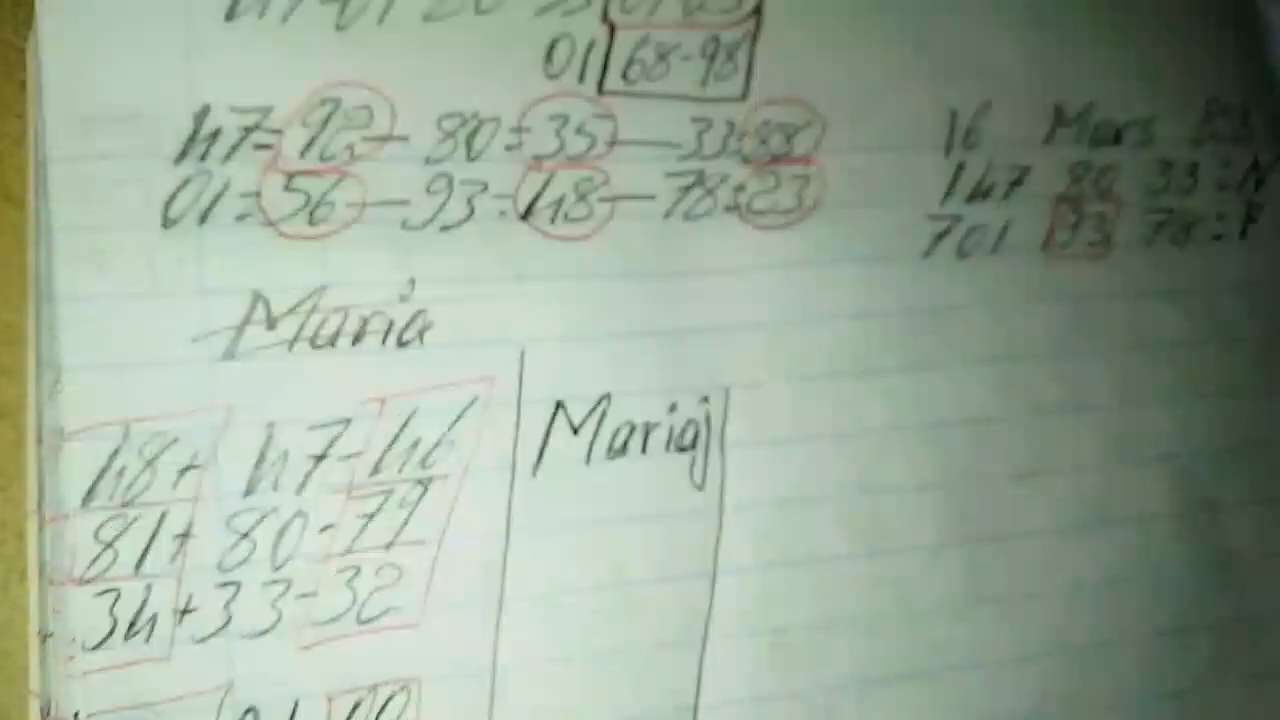 01 68-98
47=92-80=35-33=88
01=56-93=48-78=23
16 Mars
147 80 33=N
701 93 78=
Maria
48+ 47-46
81+ 80-79
34+33-32
Mariaj